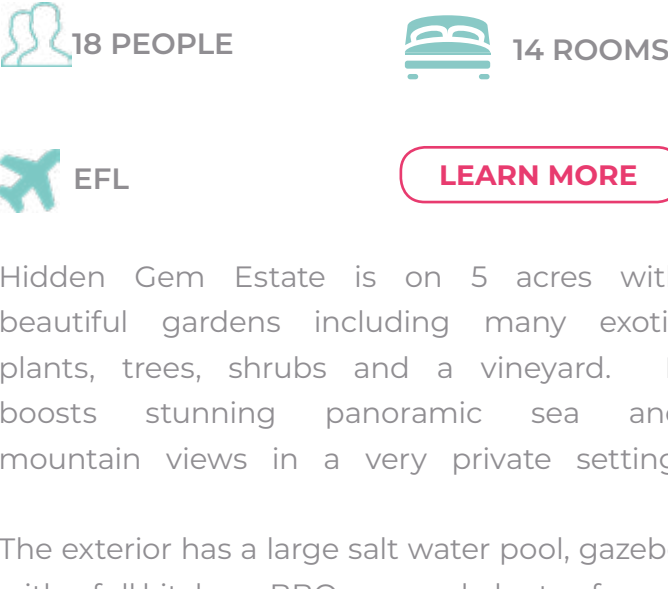 18 PEOPLE
14 ROOMS
EFL
LEARN MORE
Hidden Gem Estate is on 5 acres wit
beautiful gardens including many exoti
plants, trees, shrubs and a vineyard.
boosts stunning panoramic sea and
mountain views in a very private setting
The exterior has a large salt water pool, gazeb